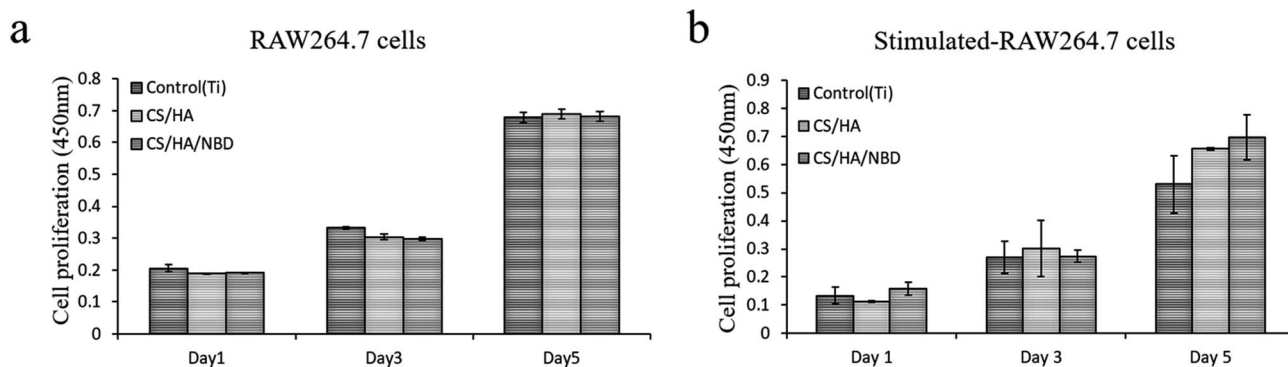 a
RAW264.7 cells
Cell proliferation (450nm)
0.8
0.7
0.6
0.5
0.4
0.3
0.2
0.1
0
Control(Ti)
CS/HA
CS/HA/NBD
Day1
Day3
Day5
b
Stimulated-RAW264.7 cells
Cell proliferation (450nm)
0.9
0.8
0.7
0.6
0.5
0.4
0.3
0.2
0.1
0
Control(Ti)
CS/HA
CS/HA/NBD
Day 1
Day 3
Day 5